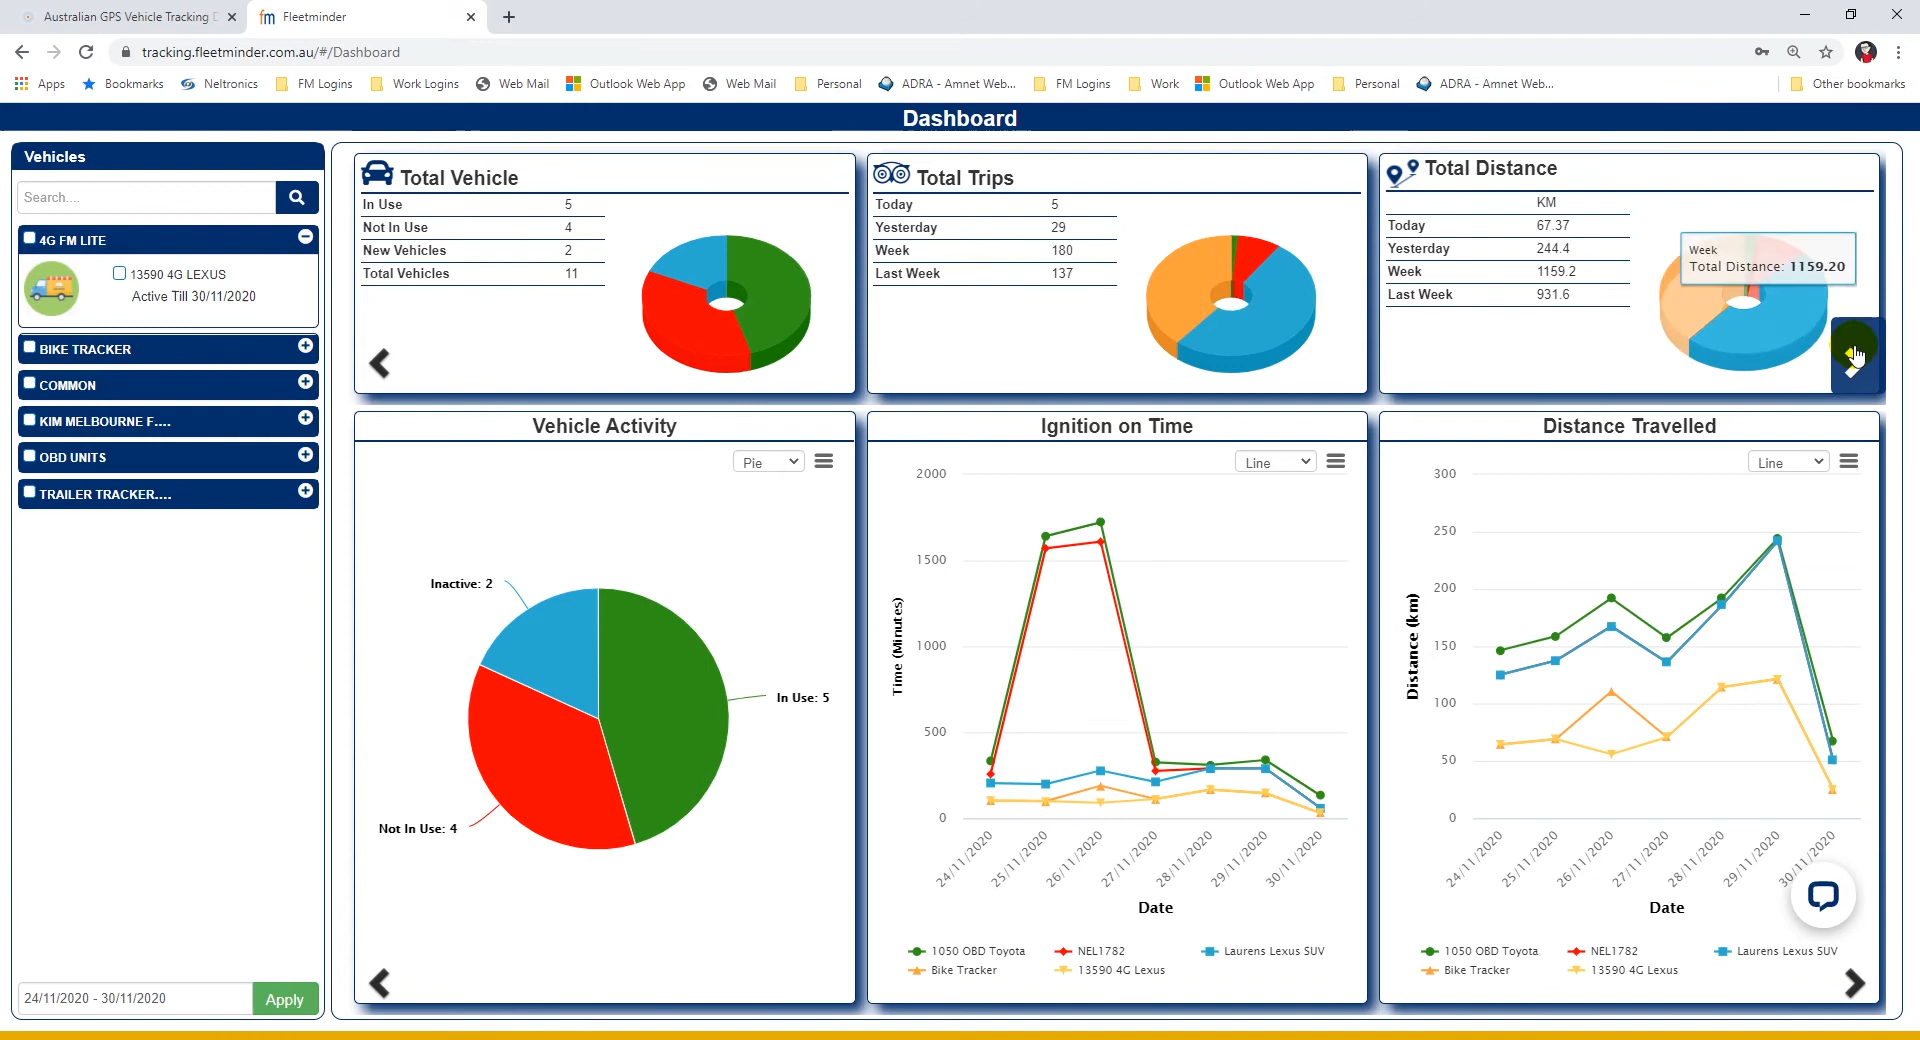 Australian GPS Vehicle Tracking D
Fleetminder
tracking.fleetminder.com.au/#/Dashboard
Apps Bookmarks Neltronics FM Logins Work Logins Web Mail Outlook Web App Web Mail Personal ADRA - Amnet Web... FM Logins Work Outlook Web App Personal ADRA - Amnet Web... Other bookmarks
Dashboard
Vehicles
Search....
4G FM LITE
13590 4G LEXUS
Active Till 30/11/2020
BIKE TRACKER
COMMON
KIM MELBOURNE F....
OBD UNITS
TRAILER TRACKER....
24/11/2020 - 30/11/2020
Apply
Total Vehicle
In Use 5
Not In Use 4
New Vehicles 2
Total Vehicles 11
Total Trips
Today 5
Yesterday 29
Week 180
Last Week 137
Total Distance
KM
Today 67.37
Yesterday 244.4
Week 1159.2
Last Week 931.6
Week
Total Distance: 1159.20
Vehicle Activity
Pie
Inactive: 2
In Use: 5
Not In Use: 4
Ignition on Time
Line
2000
1500
1000
500
0
Time (Minutes)
24/11/2020
25/11/2020
26/11/2020
27/11/2020
28/11/2020
29/11/2020
30/11/2020
Date
1050 OBD Toyota NEL1782 Laurens Lexus SUV
Bike Tracker 13590 4G Lexus
Distance Travelled
Line
300
250
200
150
100
50
0
Distance (km)
24/11/2020
25/11/2020
26/11/2020
27/11/2020
28/11/2020
29/11/2020
30/11/2020
Date
1050 OBD Toyota NEL1782 Laurens Lexus SUV
Bike Tracker 13590 4G Lexus